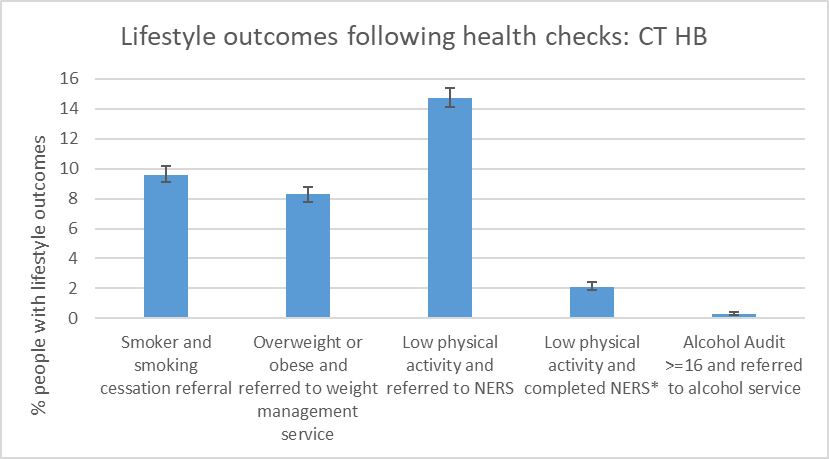 Lifestyle outcomes following health checks: CT HB
% people with lifestyle outcomes
16
14
12
10
8
6
4
2
0
Smoker and
smoking
cessation referral
Overweight or
obese and
referred to weight
management
service
Low physical
activity and
referred to NERS
Low physical
activity and
completed NERS*
Alcohol Audit
>=16 and referred
to alcohol service